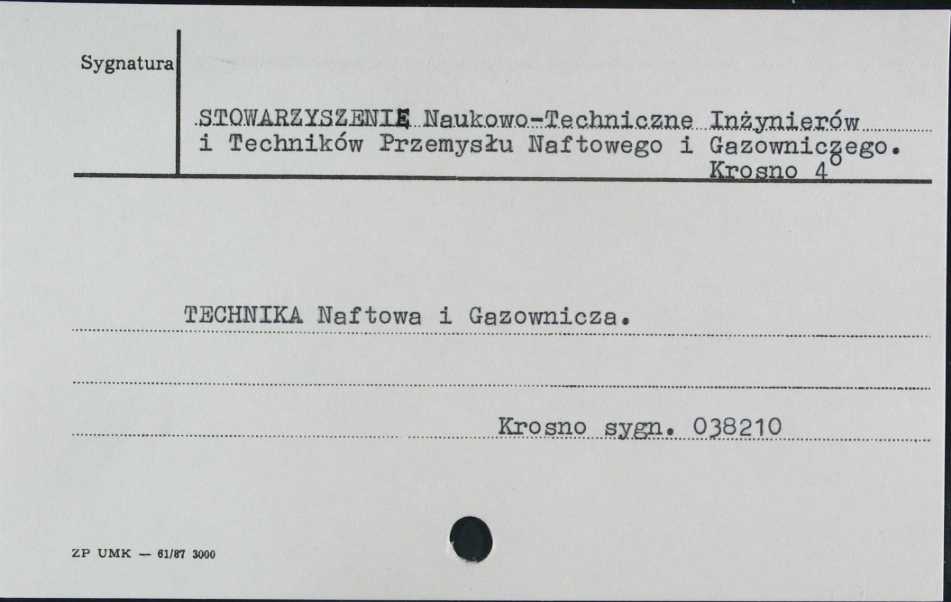 Sygnatura
STOWARZYSZENIE Naukowo-Techniczne Inżynierów
i Techników Przemysłu Naftowego i Gazowniczego.
Krosno 4°
TECHNIKA Naftowa i Gazownicza.
Krosno sygn. 038210
ZP UMK — 61/87 3000